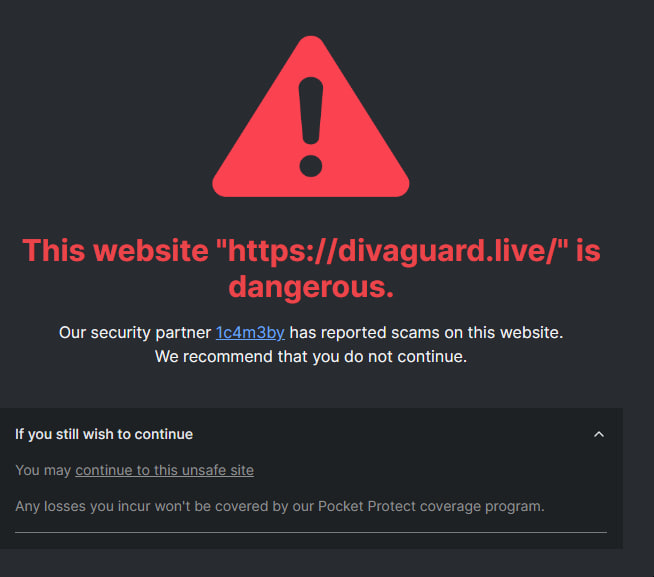 This website "https://divaguard.live/" is
dangerous.
Our security partner 1c4m3by has reported scams on this website.
We recommend that you do not continue.
If you still wish to continue
You may continue to this unsafe site
Any losses you incur won't be covered by our Pocket Protect coverage program.